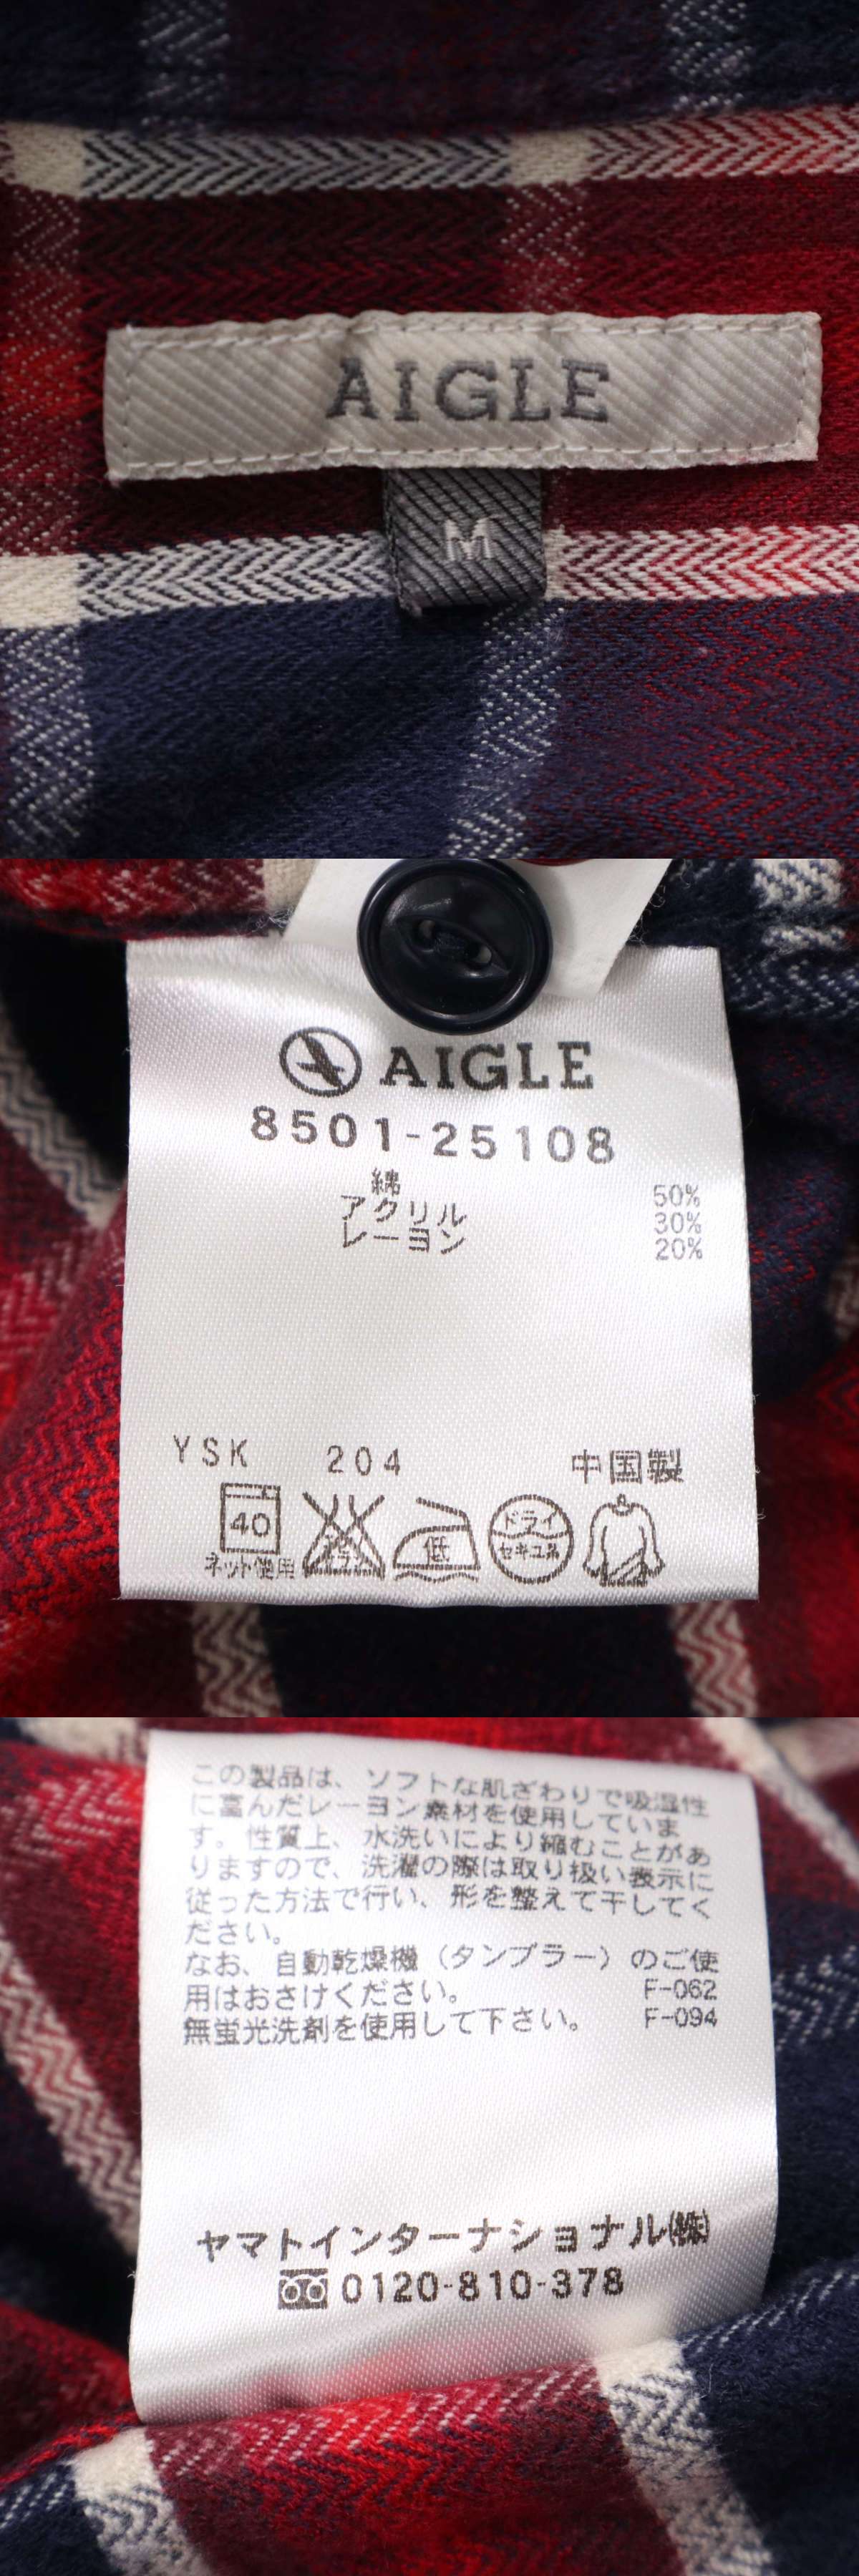 AIGLE
M
AIGLE
8501-25108
綿 50%
アクリル 30%
レーヨン 20%
YSK 204 中国製
40 低 ドライ
ネット使用 セキユ系
この製品は、ソフトな肌ざわりで吸湿性
に富んだレーヨン素材を使用していま
す。性質上、水洗いにより縮むことがあ
りますので、洗濯の際は取り扱い表示に
従った方法で行い、形を整えて干してく
ださい。
なお、自動乾燥機（タンブラー）のご使
用はおさけください。 F-062
無蛍光洗剤を使用して下さい。 F-094
ヤマトインターナショナル(株)
0120-810-378